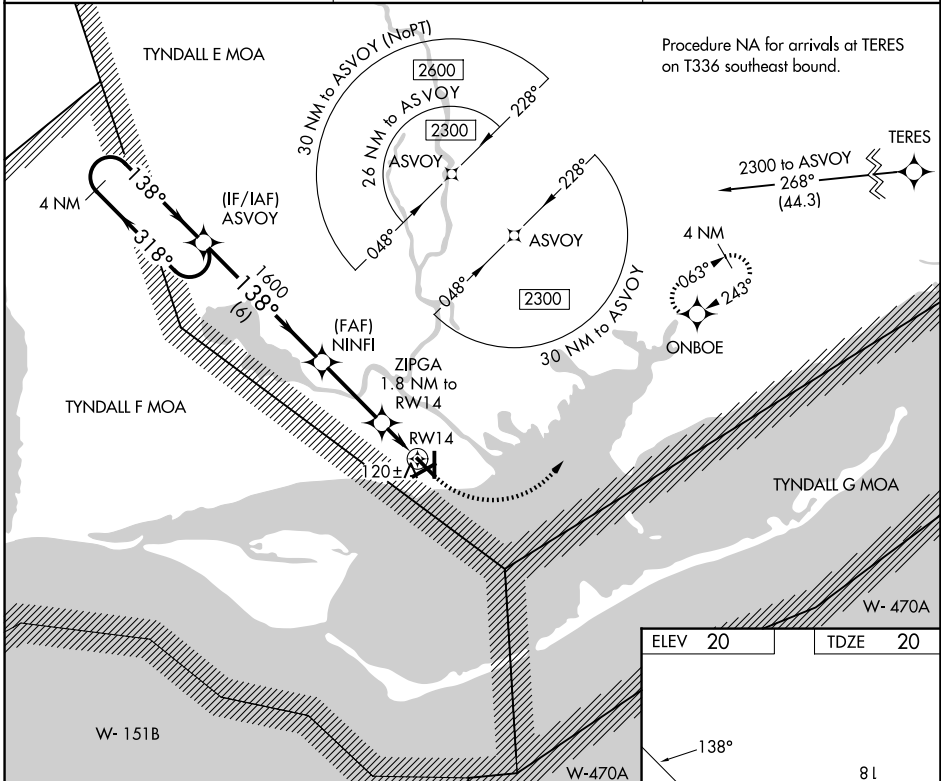 TYNDALL E MOA
30 NM to ASVOY (NoPT)
2600
26 NM to ASVOY
2300
ASVOY
228°
048°
Procedure NA for arrivals at TERES
on T336 southeast bound.
TERES
2300 to ASVOY
268°
(44.3)
4 NM
138°
318°
(IF/IAF)
ASVOY
228°
ASVOY
048°
2300
30 NM to ASVOY
4 NM
063°
243°
ONBOE
1600
138°
(6)
(FAF)
NINFI
ZIPGA
1.8 NM to
RW14
TYNDALL F MOA
RW14
120±
TYNDALL G MOA
W- 470A
ELEV 20
TDZE 20
138°
18
W- 151B
W-470A